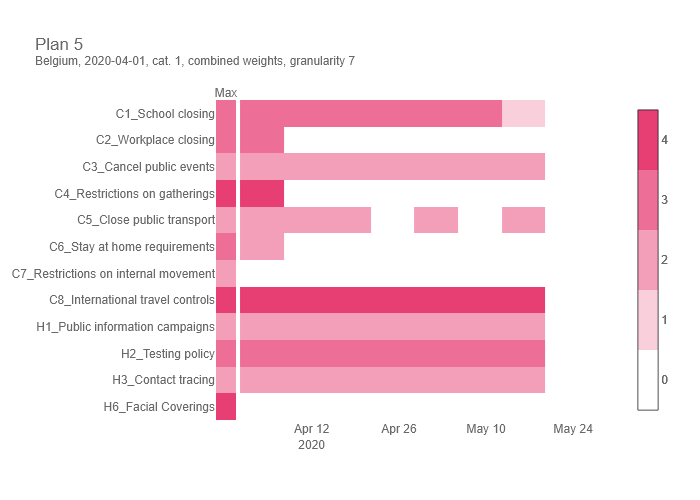 Plan 5
Belgium, 2020-04-01, cat. 1, combined weights, granularity 7
Max
C1_School closing
C2_Workplace closing
C3_Cancel public events
C4_Restrictions on gatherings
C5_Close public transport
C6_Stay at home requirements
C7_Restrictions on internal movement
C8_International travel controls
H1_Public information campaigns
H2_Testing policy
H3_Contact tracing
H6_Facial Coverings
Apr 12 Apr 26 May 10 May 24
2020
4
3
2
1
0